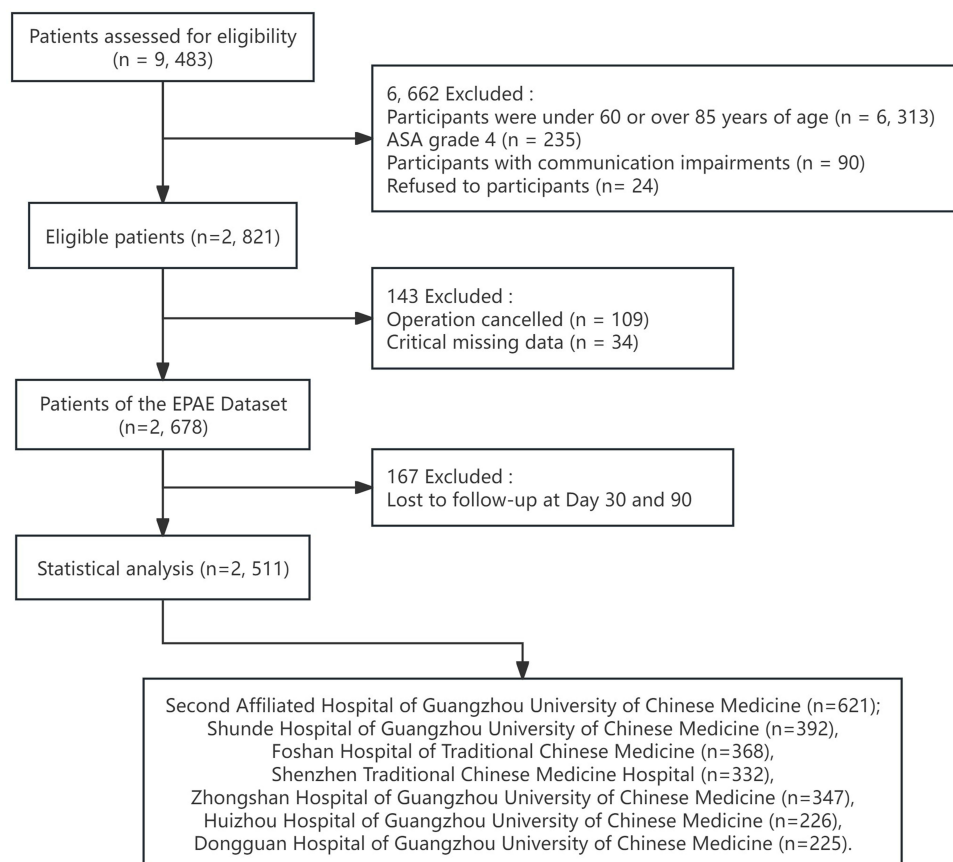 Patients assessed for eligibility
(n = 9, 483)
6, 662 Excluded :
Participants were under 60 or over 85 years of age (n = 6, 313)
ASA grade 4 (n = 235)
Participants with communication impairments (n = 90)
Refused to participants (n= 24)
Eligible patients (n=2, 821)
143 Excluded :
Operation cancelled (n = 109)
Critical missing data (n = 34)
Patients of the EPAE Dataset
(n=2, 678)
167 Excluded :
Lost to follow-up at Day 30 and 90
Statistical analysis (n=2, 511)
Second Affiliated Hospital of Guangzhou University of Chinese Medicine (n=621);
Shunde Hospital of Guangzhou University of Chinese Medicine (n=392),
Foshan Hospital of Traditional Chinese Medicine (n=368),
Shenzhen Traditional Chinese Medicine Hospital (n=332),
Zhongshan Hospital of Guangzhou University of Chinese Medicine (n=347),
Huizhou Hospital of Guangzhou University of Chinese Medicine (n=226),
Dongguan Hospital of Guangzhou University of Chinese Medicine (n=225).